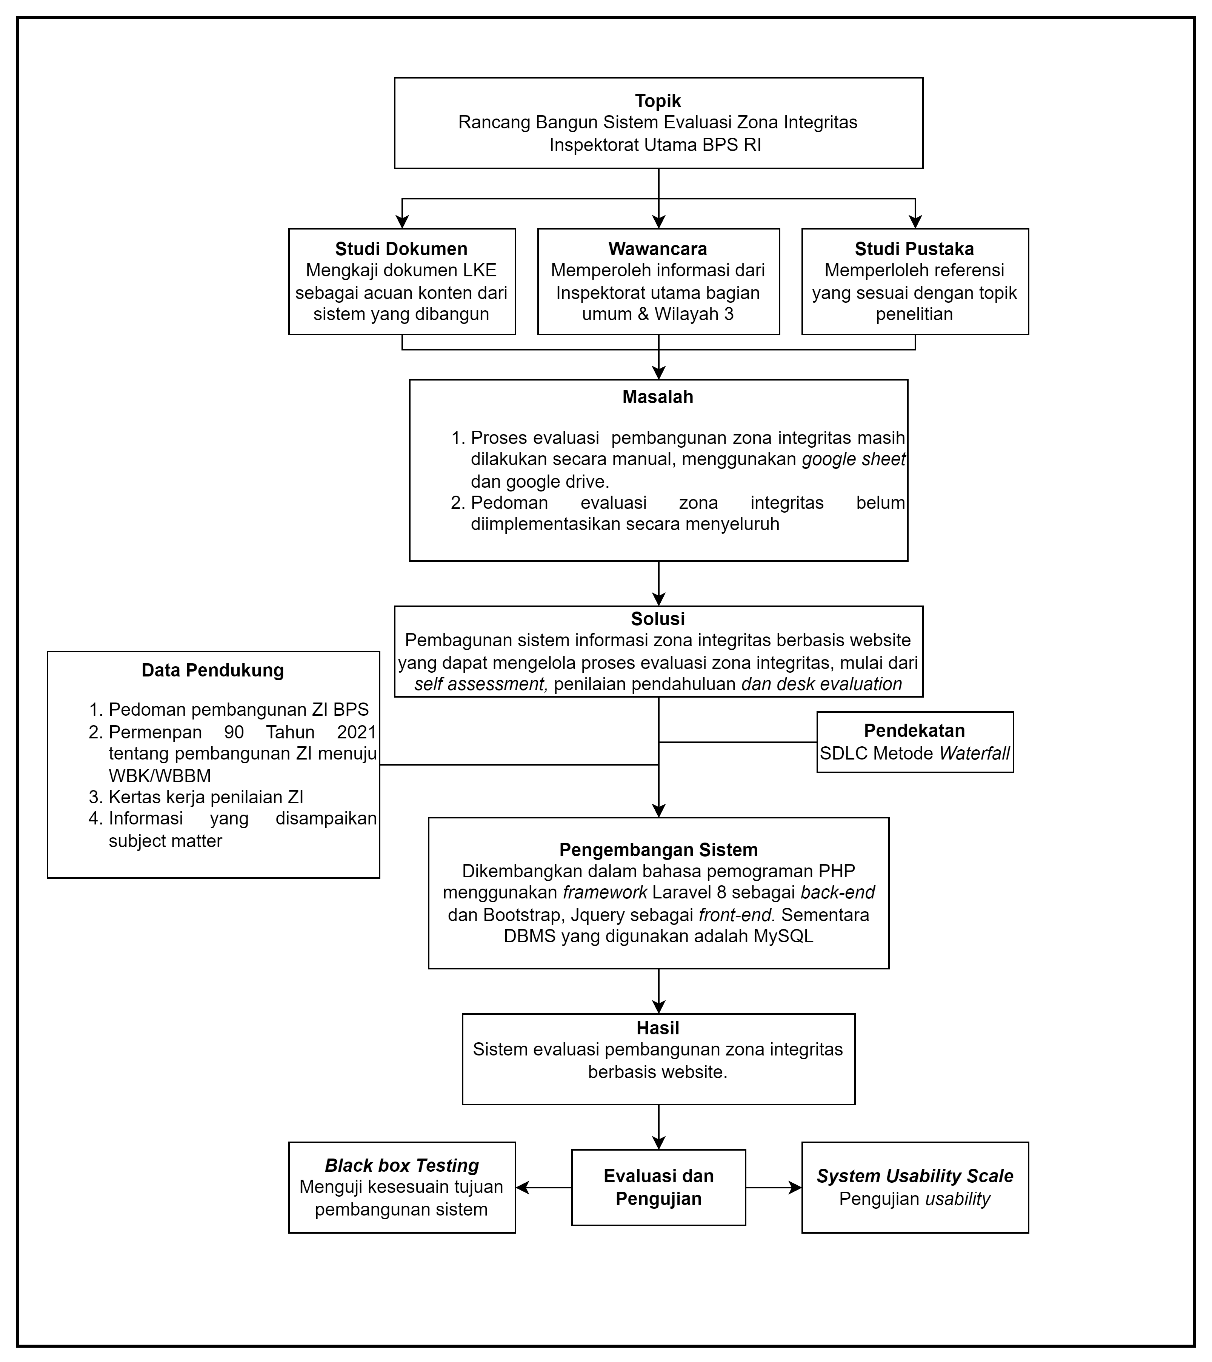 Topik
Rancang Bangun Sistem Evaluasi Zona Integritas
Inspektorat Utama BPS RI
Studi Dokumen
Mengkaji dokumen LKE
sebagai acuan konten dari
sistem yang dibangun
Wawancara
Memperoleh informasi dari
Inspektorat utama bagian
umum & Wilayah 3
Studi Pustaka
Memperloleh referensi
yang sesuai dengan topik
penelitian
Masalah
1. Proses evaluasi pembangunan zona integritas masih
dilakukan secara manual, menggunakan google sheet
dan google drive.
2. Pedoman evaluasi zona integritas belum
diimplementasikan secara menyeluruh
Solusi
Pembagunan sistem informasi zona integritas berbasis website
yang dapat mengelola proses evaluasi zona integritas, mulai dari
self assessment, penilaian pendahuluan dan desk evaluation
Data Pendukung
1. Pedoman pembangunan ZI BPS
2. Permenpan 90 Tahun 2021
tentang pembangunan ZI menuju
WBK/WBBM
3. Kertas kerja penilaian ZI
4. Informasi yang disampaikan
subject matter
Pendekatan
SDLC Metode Waterfall
Pengembangan Sistem
Dikembangkan dalam bahasa pemograman PHP
menggunakan framework Laravel 8 sebagai back-end
dan Bootstrap, Jquery sebagai front-end. Sementara
DBMS yang digunakan adalah MySQL
Hasil
Sistem evaluasi pembangunan zona integritas
berbasis website.
Black box Testing
Menguji kesesuain tujuan
pembangunan sistem
Evaluasi dan
Pengujian
System Usability Scale
Pengujian usability